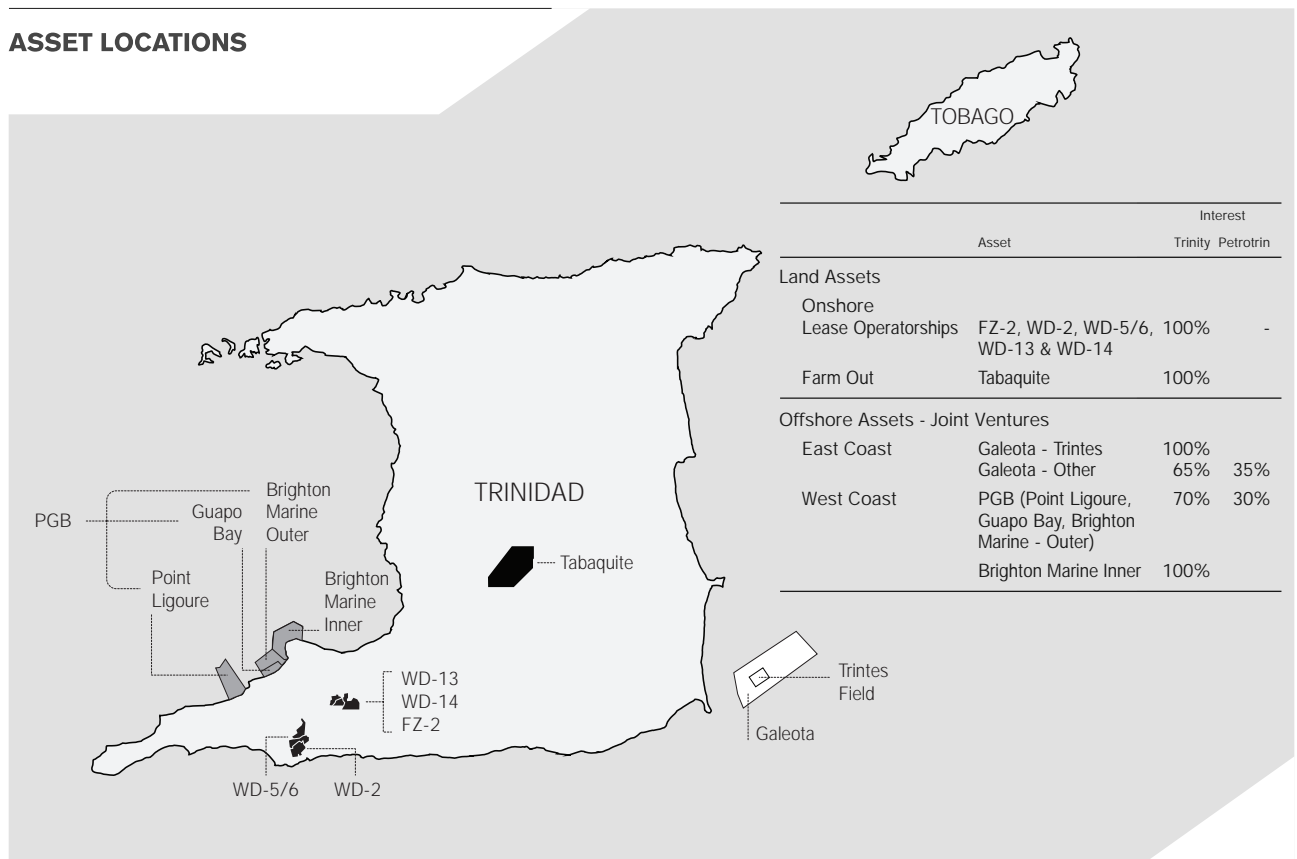 ASSET LOCATIONS
TOBAGO
Interest
Asset Trinity Petrotrin
Land Assets
Onshore
Lease Operatorships FZ-2, WD-2, WD-5/6, 100% -
WD-13 & WD-14
Farm Out Tabaquite 100%
Offshore Assets - Joint Ventures
East Coast Galeota - Trintes 100%
Galeota - Other 65% 35%
West Coast PGB (Point Ligoure, 70% 30%
Guapo Bay, Brighton
Marine - Outer)
Brighton Marine Inner 100%
TRINIDAD
Tabaquite
PGB
Guapo
Bay
Brighton
Marine
Outer
Point
Ligoure
Brighton
Marine
Inner
WD-13
WD-14
FZ-2
WD-5/6
WD-2
Trintes
Field
Galeota